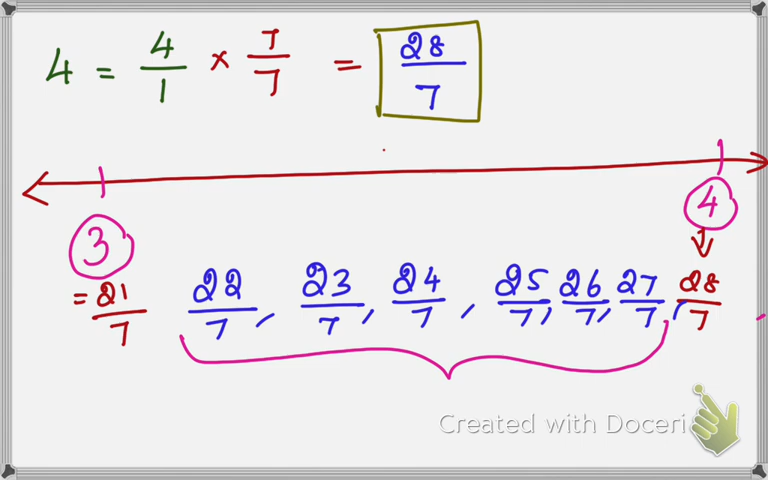 4 = 4/1 × 7/7 = 28/7
3 4
= 21/7 22/7, 23/7, 24/7, 25/7, 26/7, 27/7, 28/7
Created with Doceri